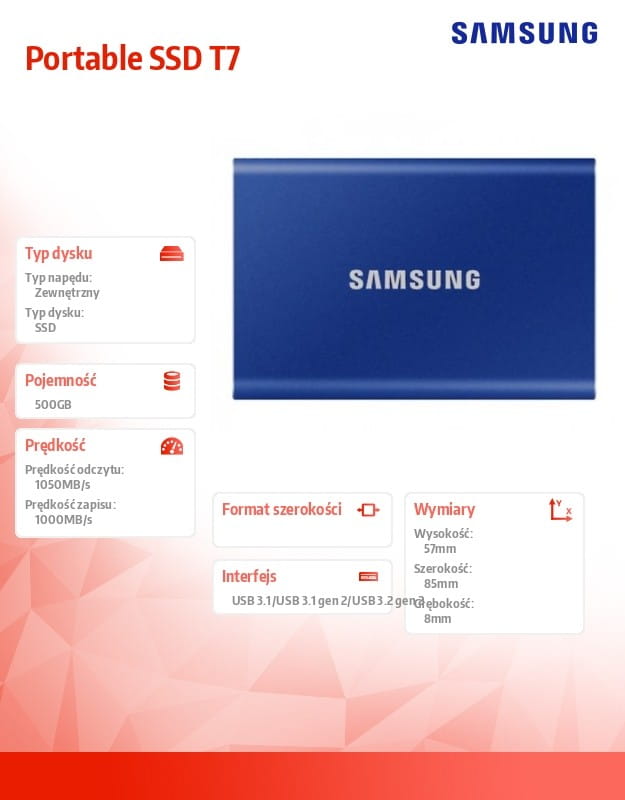 SAMSUNG
Portable SSD T7
SAMSUNG
Typ dysku
Typ napędu:
Zewnętrzny
Typ dysku:
SSD
Pojemność
500GB
Prędkość
Prędkość odczytu:
1050MB/s
Prędkość zapisu:
1000MB/s
Format szerokości
Interfejs
USB 3.1/USB 3.1 gen 2/USB 3.2 gen 2
Wymiary
Y
X
Wysokość:
57mm
Szerokość:
85mm
Głębokość:
8mm